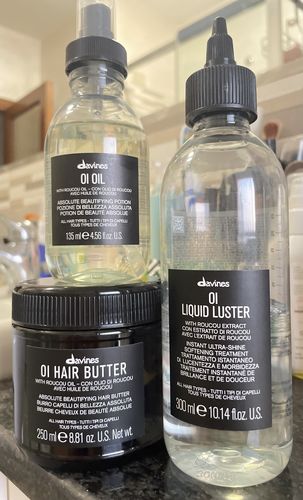 davines
OI OIL
WITH ROUCOU OIL - CON OLIO DI ROUCOU
AVEC HUILE DE ROUCOU
ABSOLUTE BEAUTIFYING POTION
POZIONE DI BELLEZZA ASSOLUTA
POTION DE BEAUTÉ ABSOLUE
ALL HAIR TYPES - TUTTI I TIPI DI CAPELLI
TOUS TYPES DE CHEVEUX
135 ml ℮ 4.56 fl.oz. U.S.
davines
OI HAIR BUTTER
WITH ROUCOU OIL - CON OLIO DI ROUCOU
AVEC HUILE DE ROUCOU
ABSOLUTE BEAUTIFYING HAIR BUTTER
BURRO CAPELLI DI BELLEZZA ASSOLUTA
BEURRE CHEVEUX DE BEAUTÉ ABSOLUE
ALL HAIR TYPES - TUTTI I TIPI DI CAPELLI
TOUS TYPES DE CHEVEUX
250 ml ℮ 8.81 oz. U.S. Net wt.
davines
OI
LIQUID LUSTER
WITH ROUCOU EXTRACT
CON ESTRATTO DI ROUCOU
AVEC L'EXTRAIT DE ROUCOU
INSTANT ULTRA-SHINE
SOFTENING TREATMENT
TRATTAMENTO ISTANTANEO
DI LUCENTEZZA E MORBIDEZZA
TRAITEMENT INSTANTANÉ DE
BRILLANCE ET DE DOUCEUR
ALL HAIR TYPES - TUTTI I TIPI DI CAPELLI
TOUS TYPES DE CHEVEUX
300 ml ℮ 10.14 fl.oz. U.S.